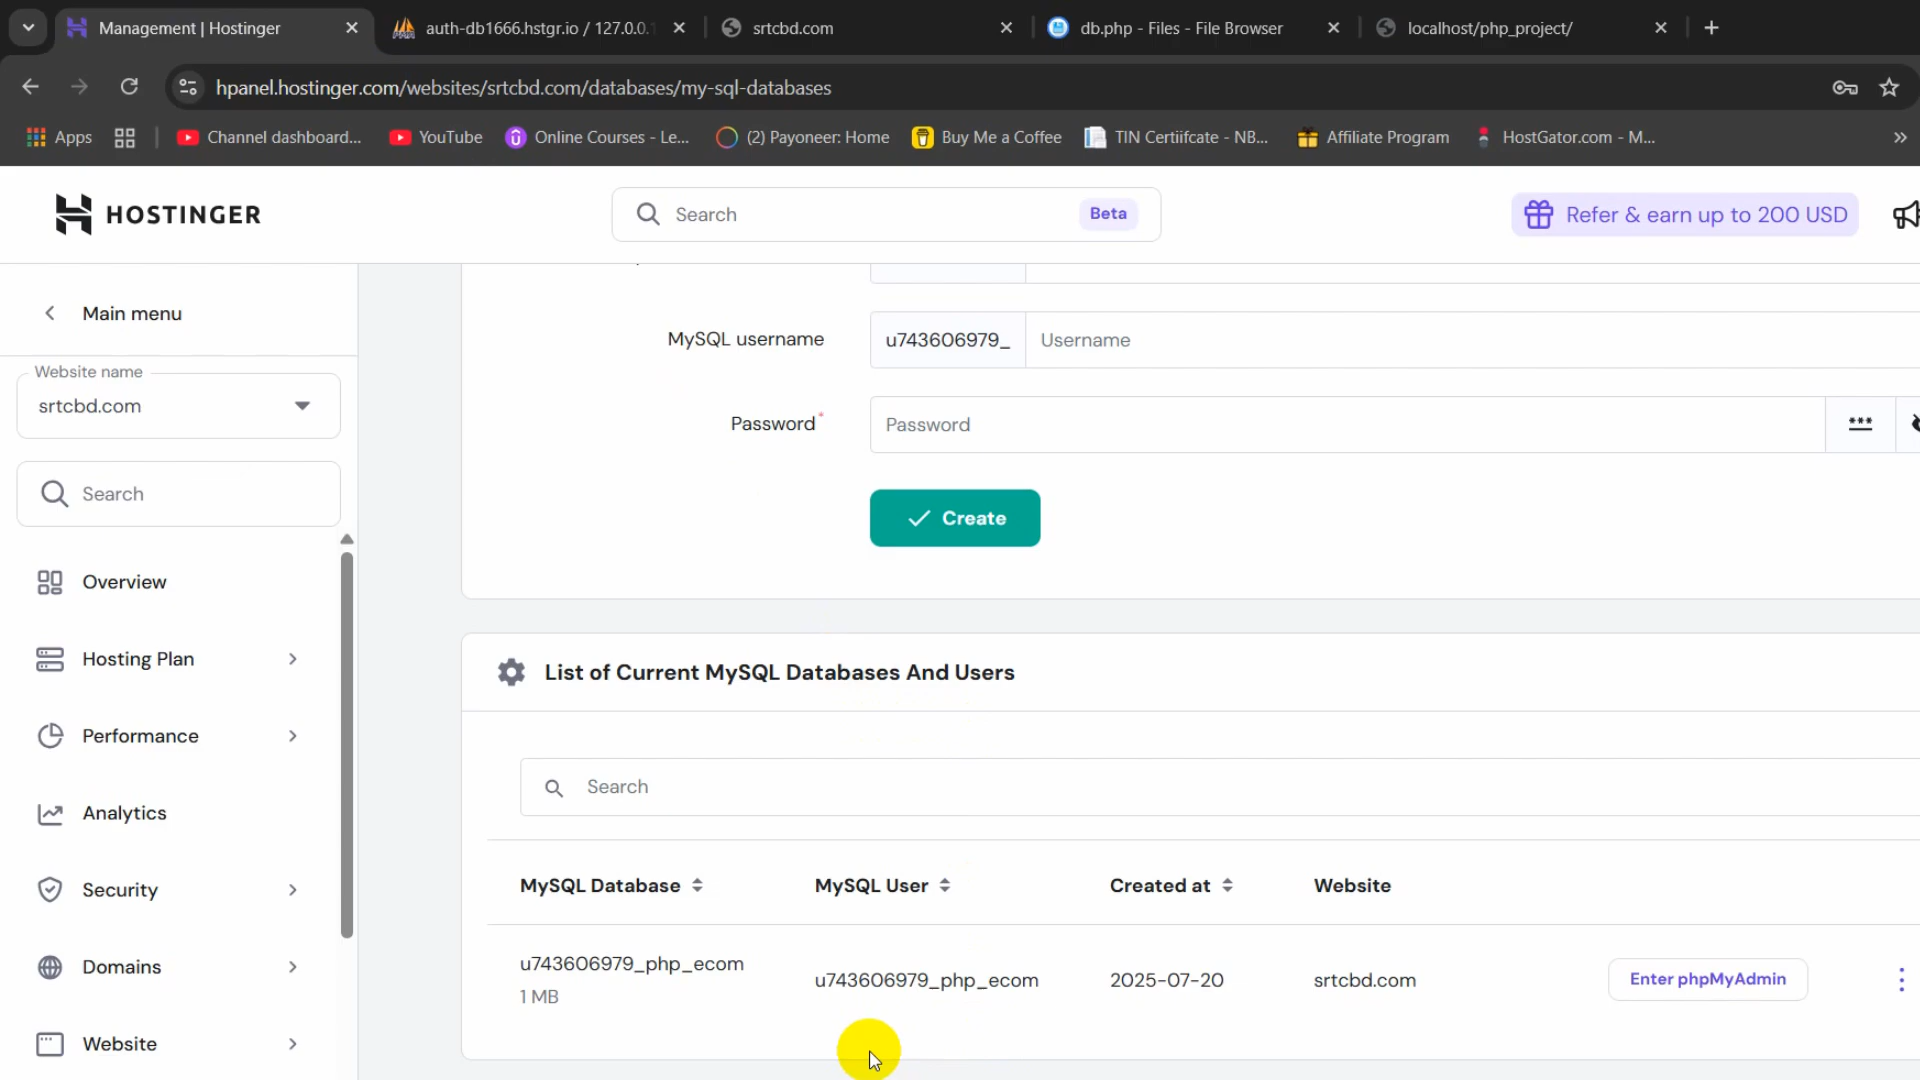 Management | Hostinger
auth-db1666.hstgr.io / 127.0.0.1
srtcbd.com
db.php - Files - File Browser
localhost/php_project/
hpanel.hostinger.com/websites/srtcbd.com/databases/my-sql-databases
Apps
Channel dashboard...
YouTube
Online Courses - Le...
(2) Payoneer: Home
Buy Me a Coffee
TIN Certiifcate - NB...
Affiliate Program
HostGator.com - M...
HOSTINGER
Search
Beta
Refer & earn up to 200 USD
Main menu
Website name
srtcbd.com
Search
Overview
Hosting Plan
Performance
Analytics
Security
Domains
Website
MySQL username
u743606979_
Username
Password*
Password
Create
List of Current MySQL Databases And Users
Search
MySQL Database
MySQL User
Created at
Website
u743606979_php_ecom
1 MB
u743606979_php_ecom
2025-07-20
srtcbd.com
Enter phpMyAdmin